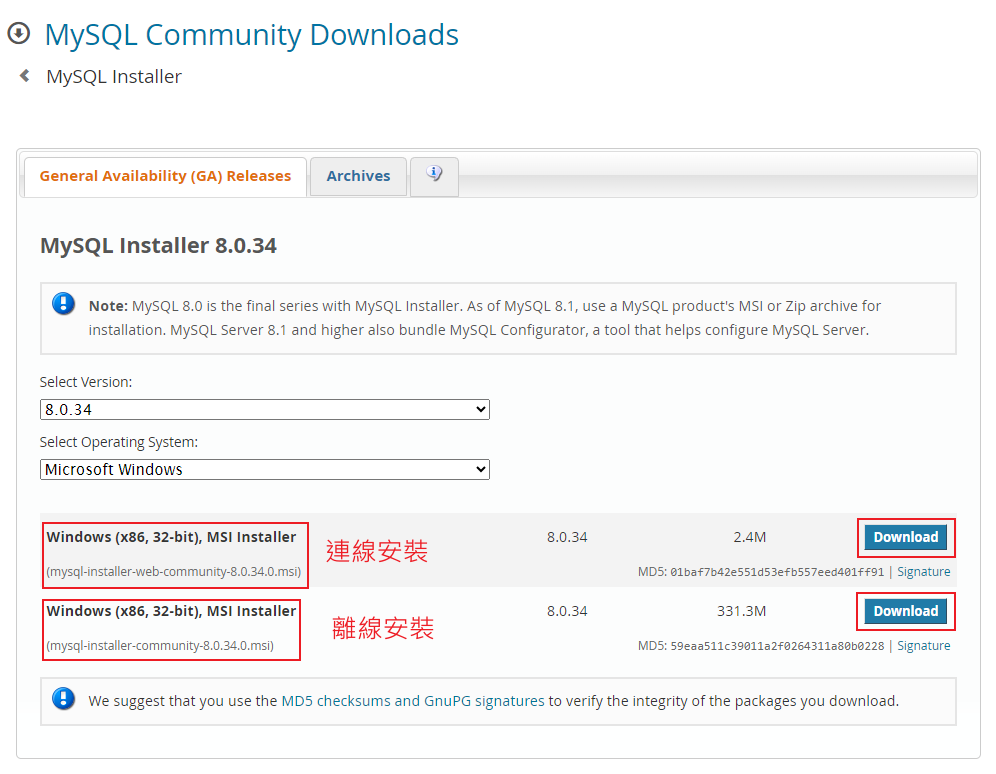 MySQL Community Downloads
MySQL Installer
General Availability (GA) Releases
Archives
MySQL Installer 8.0.34
Note: MySQL 8.0 is the final series with MySQL Installer. As of MySQL 8.1, use a MySQL product's MSI or Zip archive for
installation. MySQL Server 8.1 and higher also bundle MySQL Configurator, a tool that helps configure MySQL Server.
Select Version:
8.0.34
Select Operating System:
Microsoft Windows
Windows (x86, 32-bit), MSI Installer 8.0.34 2.4M Download
連線安裝
(mysql-installer-web-community-8.0.34.0.msi) MD5: 01baf7b42e551d53efb557eed401ff91 | Signature
Windows (x86, 32-bit), MSI Installer 8.0.34 331.3M Download
離線安裝
(mysql-installer-community-8.0.34.0.msi) MD5: 59eaa511c39011a2f0264311a80b0228 | Signature
We suggest that you use the MD5 checksums and GnuPG signatures to verify the integrity of the packages you download.